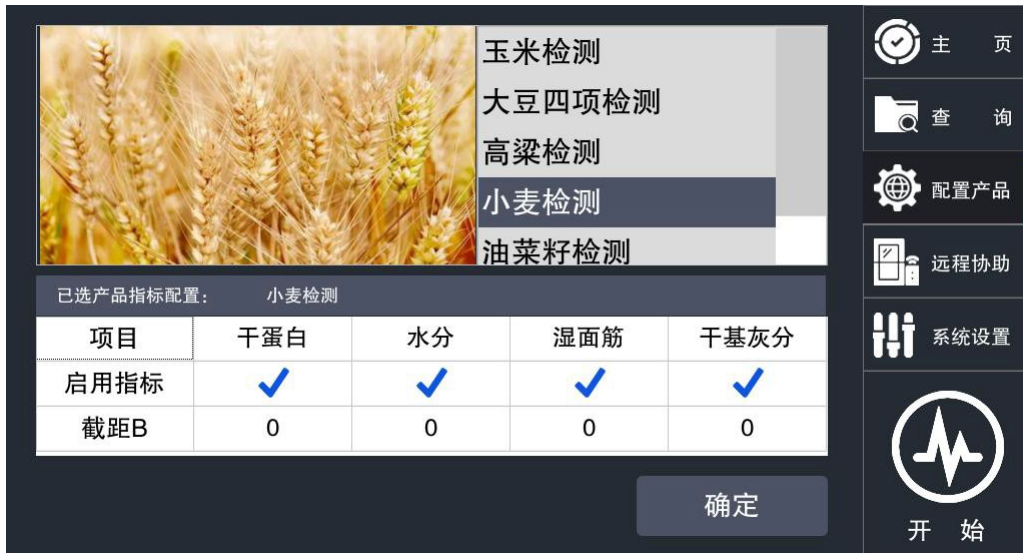 玉米检测
大豆四项检测
高粱检测
小麦检测
油菜籽检测
已选产品指标配置： 小麦检测
项目 干蛋白 水分 湿面筋 干基灰分
启用指标
截距B 0 0 0 0
确定
主 页
查 询
配置产品
远程协助
系统设置
开 始